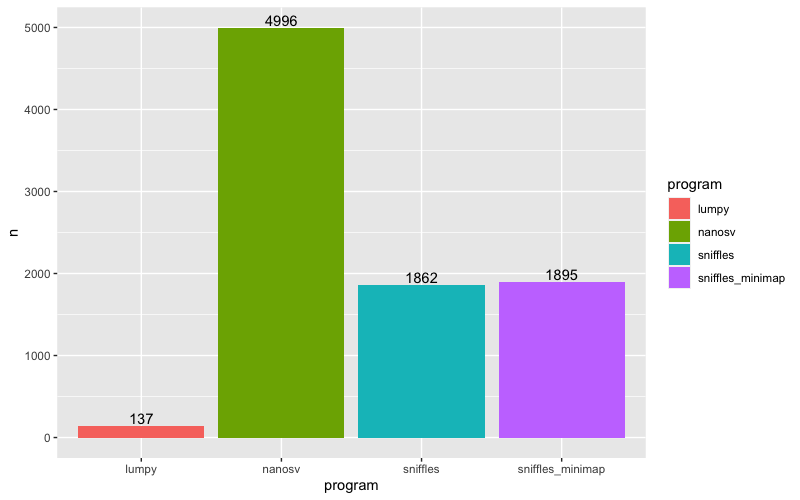 5000
4000
3000
2000
1000
0
n
4996
137
1862
1895
lumpy
nanosv
sniffles
sniffles_minimap
program
program
lumpy
nanosv
sniffles
sniffles_minimap